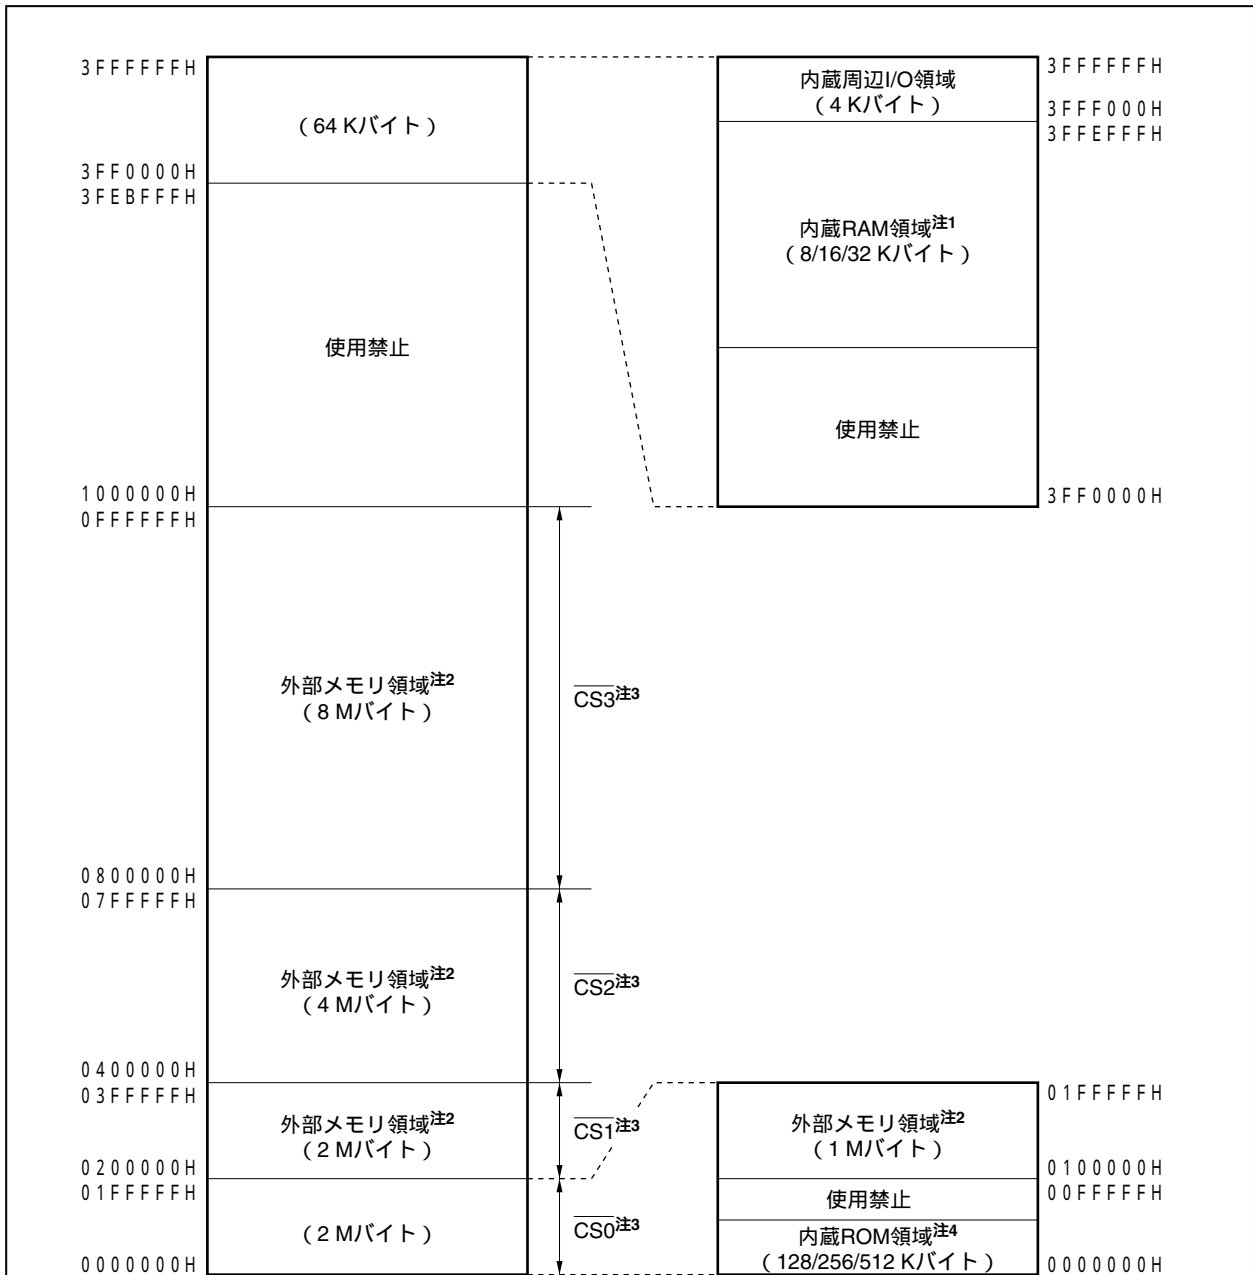 3FFFFFFH
(64 Kバイト)
3FF0000H
3FEBFFFH
使用禁止
1000000H
0FFFFFFH
外部メモリ領域注2
(8 Mバイト)
CS3注3
0800000H
07FFFFFH
外部メモリ領域注2
(4 Mバイト)
CS2注3
0400000H
03FFFFFH
外部メモリ領域注2
(2 Mバイト)
CS1注3
0200000H
01FFFFFH
(2 Mバイト)
CS0注3
0000000H
内蔵周辺I/O領域
(4 Kバイト)
3FFFFFFH
3FFF000H
3FFEFFFH
内蔵RAM領域注1
(8/16/32 Kバイト)
使用禁止
3FF0000H
01FFFFFH
外部メモリ領域注2
(1 Mバイト)
0100000H
00FFFFFH
使用禁止
内蔵ROM領域注4
(128/256/512 Kバイト)
0000000H